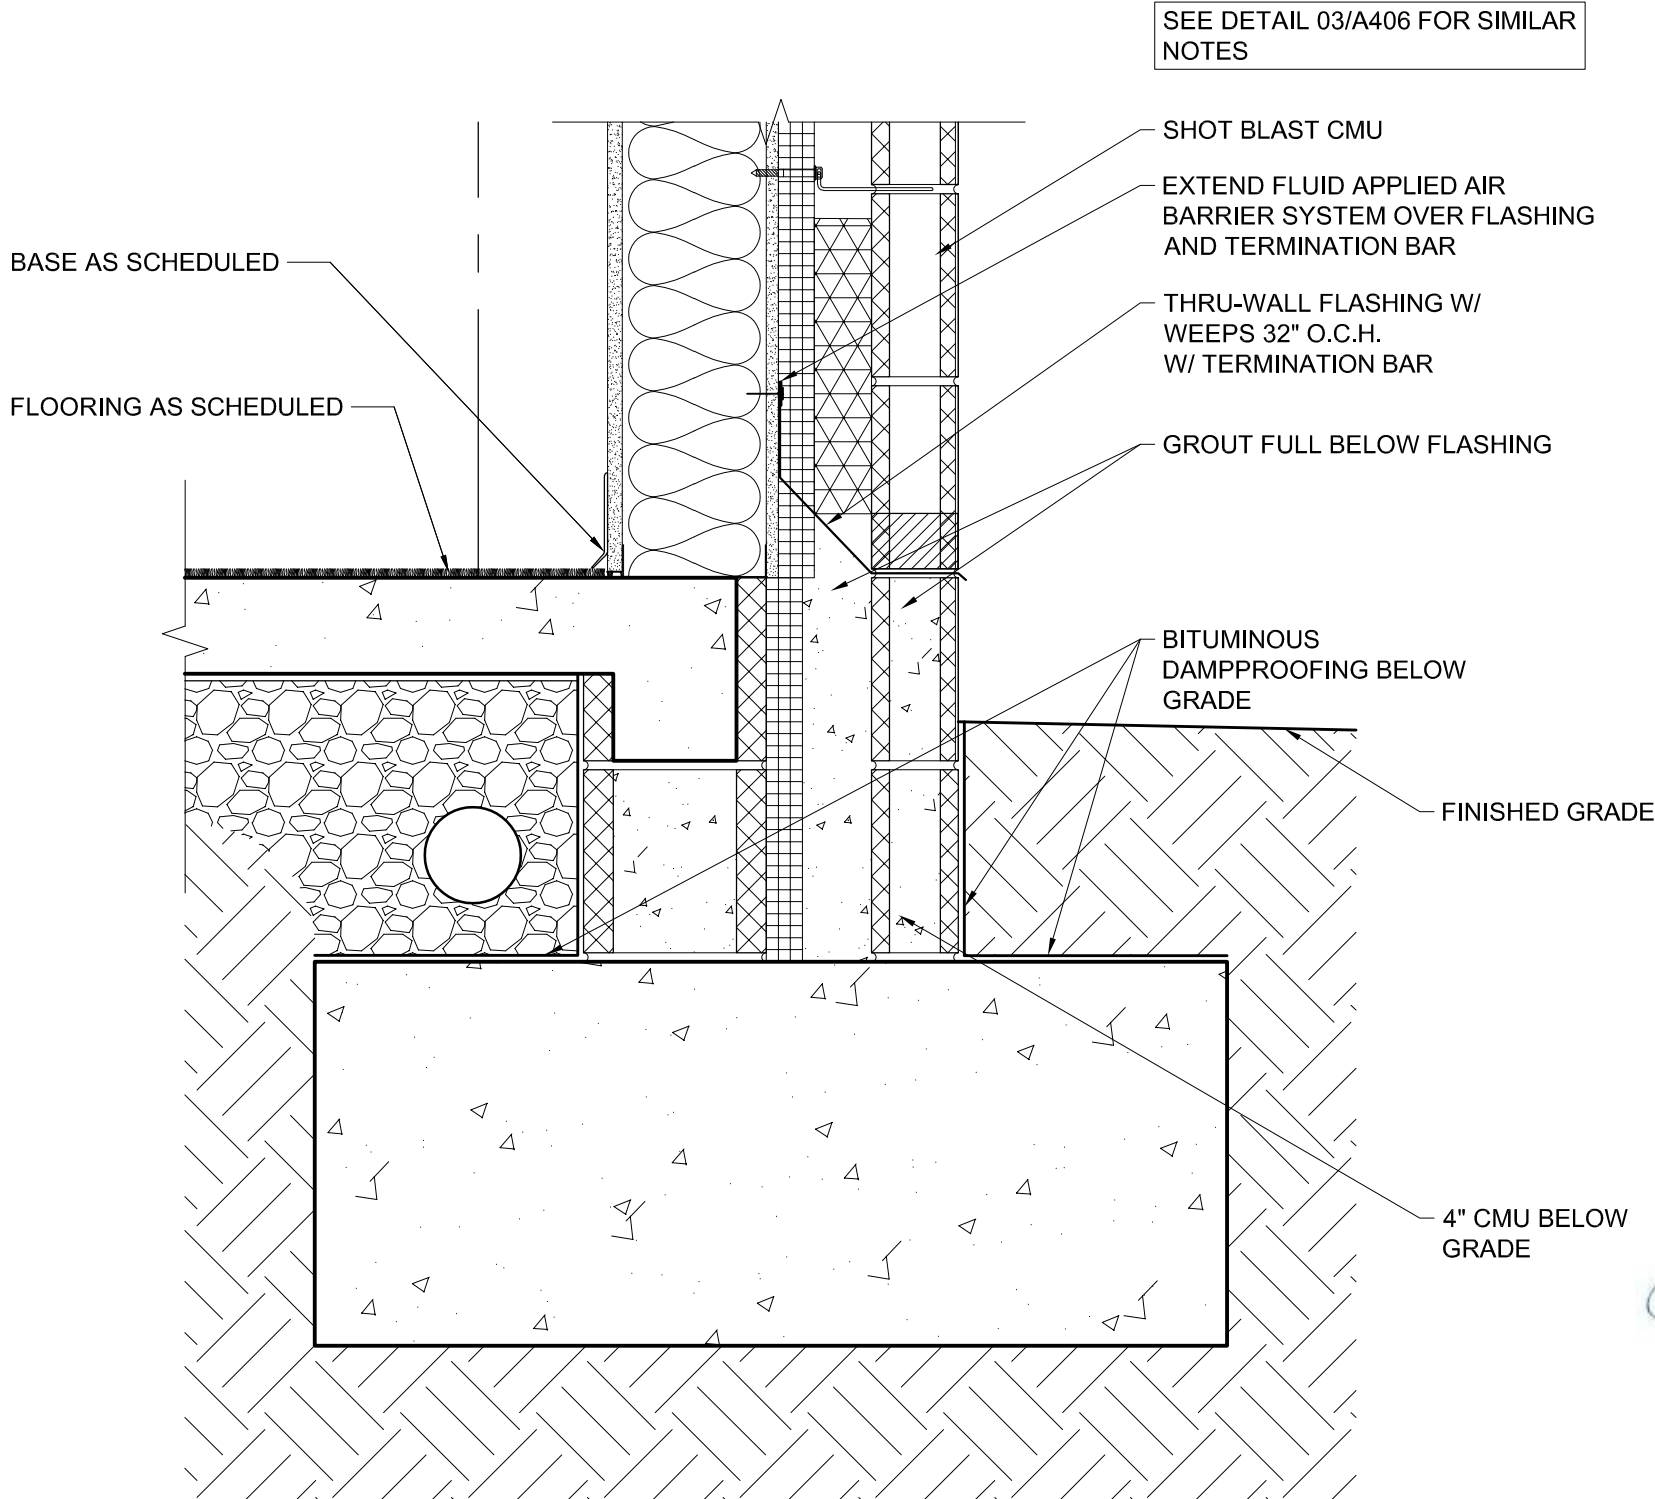 SEE DETAIL 03/A406 FOR SIMILAR
NOTES
SHOT BLAST CMU
EXTEND FLUID APPLIED AIR
BARRIER SYSTEM OVER FLASHING
AND TERMINATION BAR
BASE AS SCHEDULED
THRU-WALL FLASHING W/
WEEPS 32" O.C.H.
W/ TERMINATION BAR
FLOORING AS SCHEDULED
GROUT FULL BELOW FLASHING
BITUMINOUS
DAMPPROOFING BELOW
GRADE
FINISHED GRADE
4" CMU BELOW
GRADE